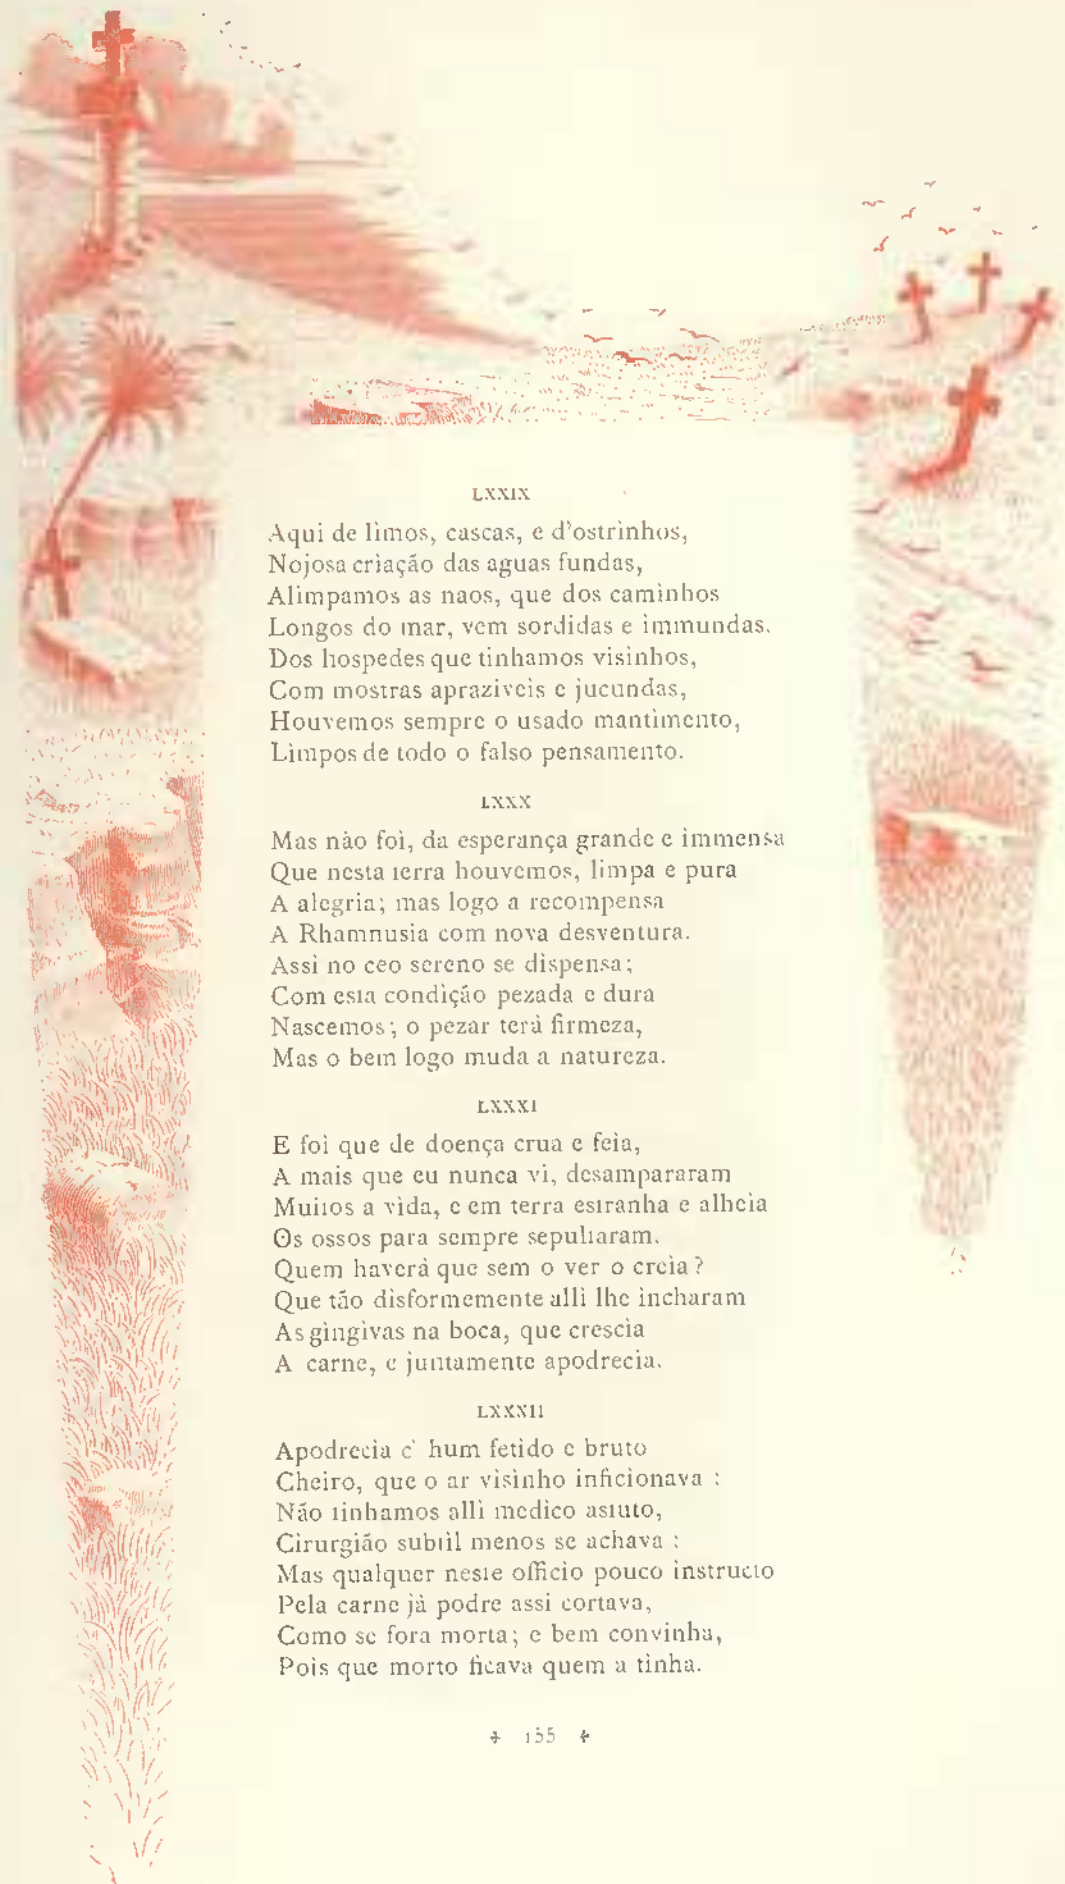 LXXIX
Aqui de limos, cascas, e d'ostrinhos,
Nojosa criação das aguas fundas,
Alimpamos as naos, que dos caminhos
Longos do mar, vem sordidas e immundas.
Dos hospedes que tinhamos visinhos,
Com mostras apraziveis e jucundas,
Houvemos sempre o usado mantimento,
Limpos de todo o falso pensamento.
LXXX
Mas não foi, da esperança grande e immensa
Que nesta terra houvemos, limpa e pura
A alegria; mas logo a recompensa
A Rhamnusia com nova desventura.
Assi no ceo sereno se dispensa;
Com esta condição pezada e dura
Nascemos; o pezar terá firmeza,
Mas o bem logo muda a natureza.
LXXXI
E foi que de doença crua e feia,
A mais que eu nunca vi, desampararam
Muitos a vida, e em terra estranha e alheia
Os ossos para sempre sepultaram.
Quem haverá que sem o ver o creia?
Que tão disformemente alli lhe incharam
As gingivas na boca, que crescia
A carne, e juntamente apodrecia.
LXXXII
Apodrecia c' hum fetido e bruto
Cheiro, que o ar visinho inficionava :
Não tinhamos alli medico astuto,
Cirurgião subtil menos se achava :
Mas qualquer neste officio pouco instructo
Pela carne já podre assi cortava,
Como se fora morta; e bem convinha,
Pois que morto ficava quem a tinha.
155